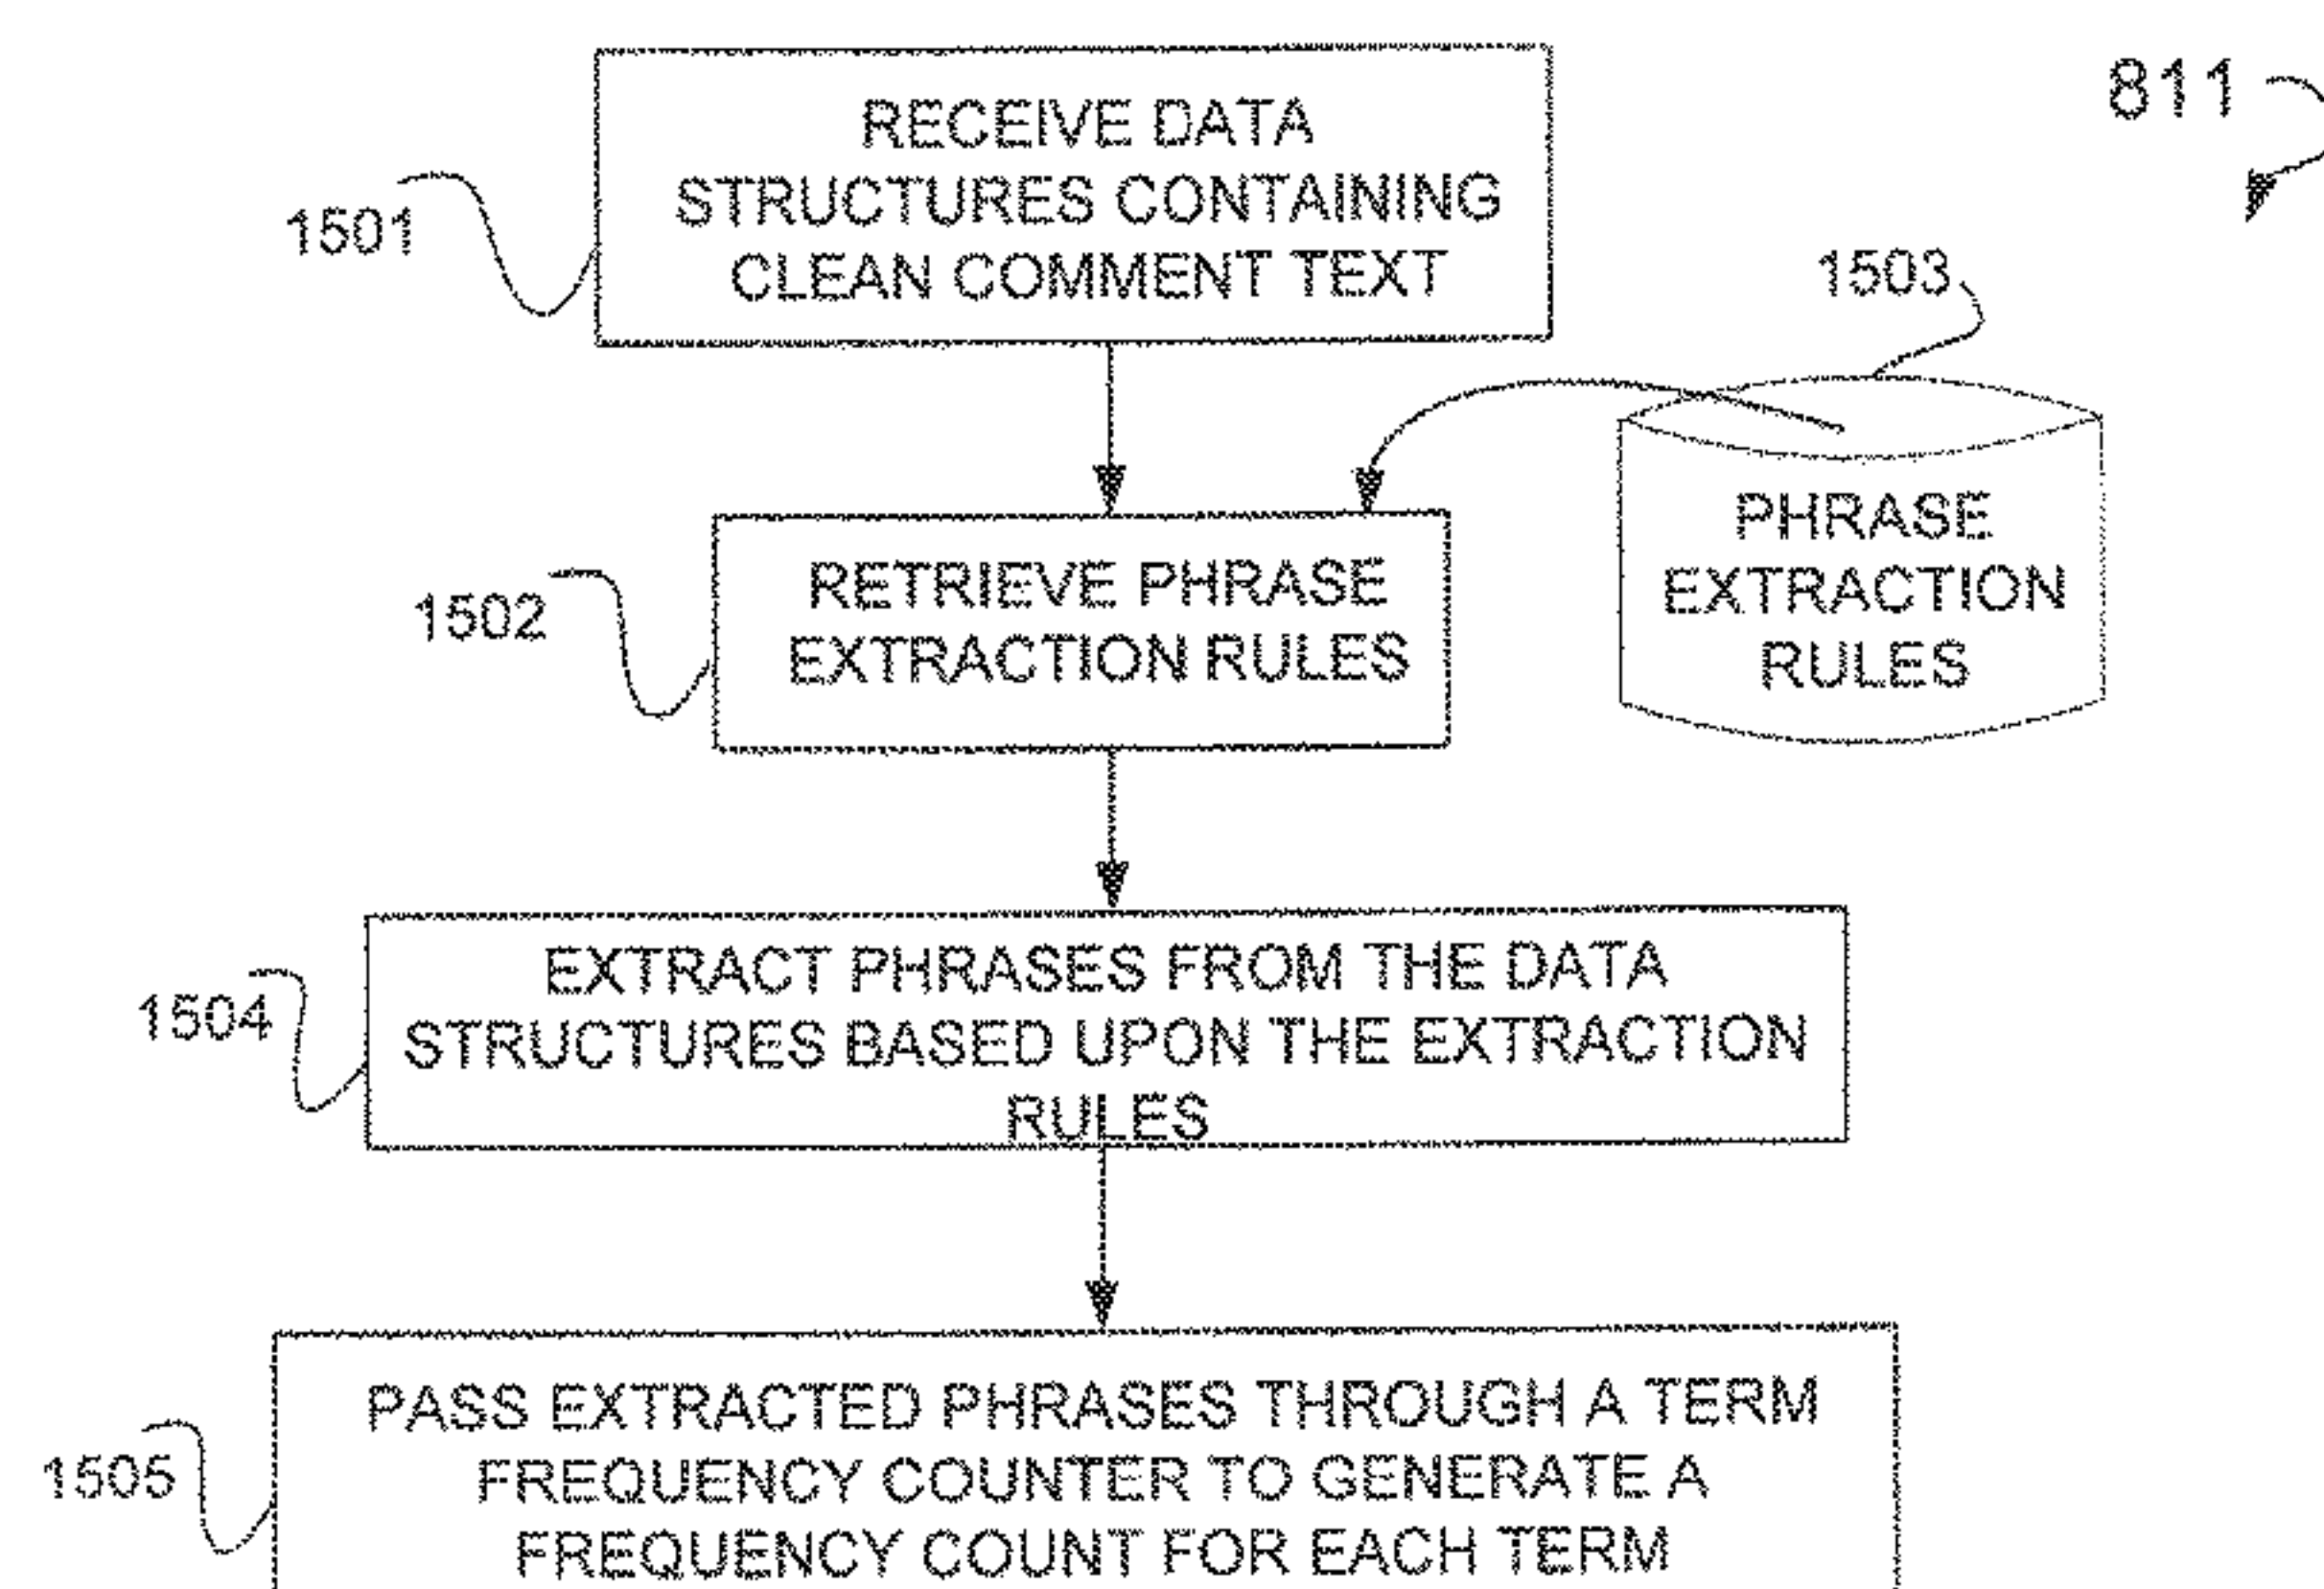 811
RECEIVE DATA
STRUCTURES CONTAINING
CLEAN COMMENT TEXT
1501
1503
PHRASE
EXTRACTION
RULES
RETRIEVE PHRASE
EXTRACTION RULES
1502
EXTRACT PHRASES FROM THE DATA
STRUCTURES BASED UPON THE EXTRACTION
RULES
1504
PASS EXTRACTED PHRASES THROUGH A TERM
FREQUENCY COUNTER TO GENERATE A
FREQUENCY COUNT FOR EACH TERM
1505